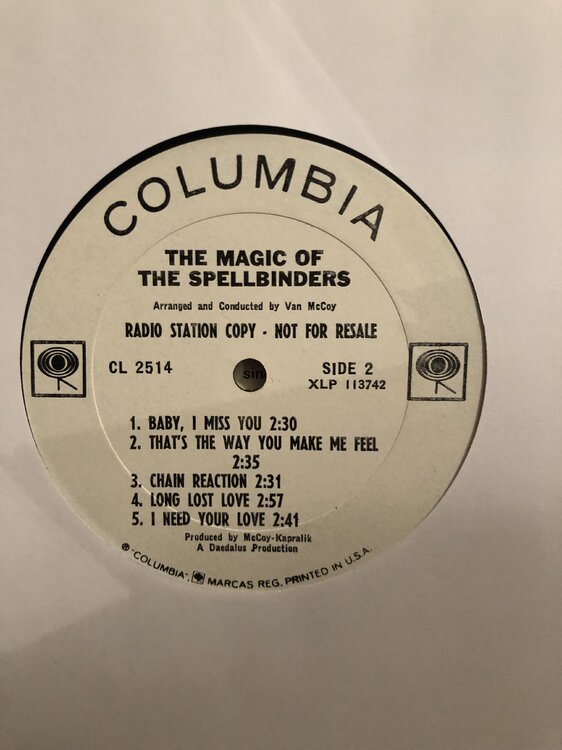 COLUMBIA
THE MAGIC OF
THE SPELLBINDERS
Arranged and Conducted by Van McCoy
RADIO STATION COPY - NOT FOR RESALE
CL 2514
SIDE 2
XLP 113742
sin
1. BABY, I MISS YOU 2:30
2. THAT'S THE WAY YOU MAKE ME FEEL
2:35
3. CHAIN REACTION 2:31
4. LONG LOST LOVE 2:57
5. I NEED YOUR LOVE 2:41
Produced by McCoy-Kapralik
A Daedalus Production
® "COLUMBIA", MARCAS REG. PRINTED IN U.S.A.